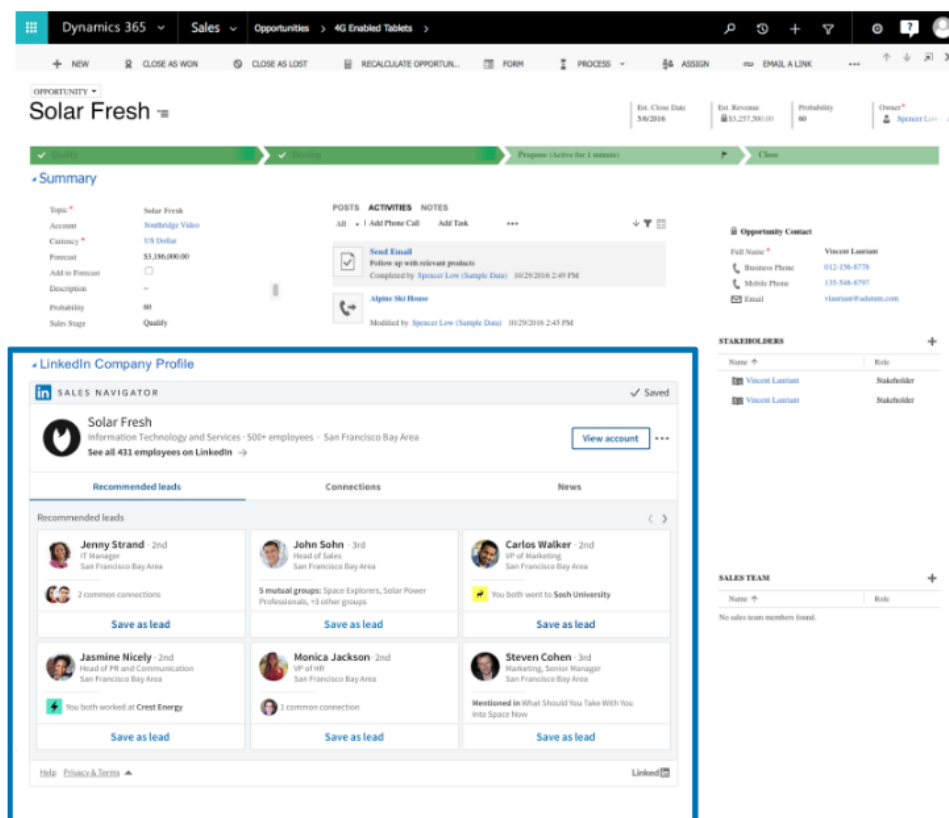 Dynamics 365 Sales Opportunities > 4G Enabled Tablets >
+ NEW CLOSE AS WON CLOSE AS LOST RECALCULATE OPPORTUN... FORM PROCESS ASSIGN EMAIL A LINK ...
OPPORTUNITY
Solar Fresh
Est. Close Date
5/6/2016
Est. Revenue
$3,257,500.00
Probability
60
Owner*
Spencer Low
Qualify
Develop
Propose (Active for 1 minute)
Close
Summary
Topic * Solar Fresh
Account Southridge Video
Currency * US Dollar
Forecast $3,186,000.00
Add to Forecast
Description --
Probability 60
Sales Stage Qualify
POSTS ACTIVITIES NOTES
All Add Phone Call Add Task ...
Send Email
Follow up with relevant products
Completed by Spencer Low (Sample Data) 10/29/2016 2:49 PM
Alpine Ski House
Modified by Spencer Low (Sample Data) 10/29/2016 2:45 PM
Opportunity Contact
Full Name * Vincent Lauriant
Business Phone 012-156-8778
Mobile Phone 135-548-6797
Email vlauriant@adatum.com
STAKEHOLDERS +
Name Role
Vincent Lauriant Stakeholder
Vincent Lauriant Stakeholder
SALES TEAM +
Name Role
No sales team members found.
LinkedIn Company Profile
in SALES NAVIGATOR Saved
Solar Fresh
Information Technology and Services · 500+ employees · San Francisco Bay Area
See all 431 employees on LinkedIn →
View account ...
Recommended leads Connections News
Recommended leads
Jenny Strand · 2nd
IT Manager
San Francisco Bay Area
2 common connections
Save as lead
John Sohn · 3rd
Head of Sales
San Francisco Bay Area
5 mutual groups: Space Explorers, Solar Power
Professionals, +3 other groups
Save as lead
Carlos Walker · 2nd
VP of Marketing
San Francisco Bay Area
You both went to Sosh University
Save as lead
Jasmine Nicely · 2nd
Head of PR and Communication
San Francisco Bay Area
You both worked at Crest Energy
Save as lead
Monica Jackson · 2nd
VP of HR
San Francisco Bay Area
1 common connection
Save as lead
Steven Cohen · 3rd
Marketing, Senior Manager
San Francisco Bay Area
Mentioned in What Should You Take With You
Into Space Now
Save as lead
Help Privacy & Terms
Linked in